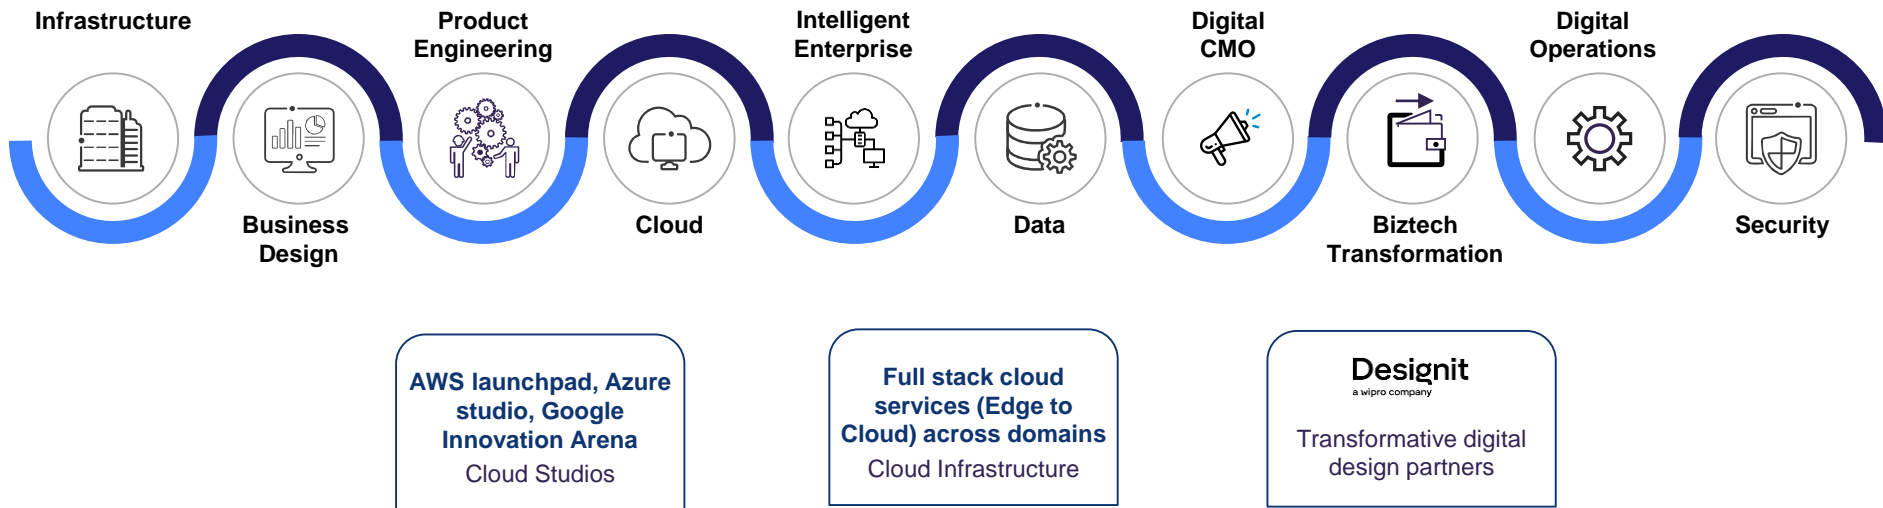 Infrastructure
Business
Design
Product
Engineering
Cloud
Intelligent
Enterprise
Data
Digital
CMO
Biztech
Transformation
Digital
Operations
Security
AWS launchpad, Azure
studio, Google
Innovation Arena
Cloud Studios
Full stack cloud
services (Edge to
Cloud) across domains
Cloud Infrastructure
Designit
a wipro company
Transformative digital
design partners